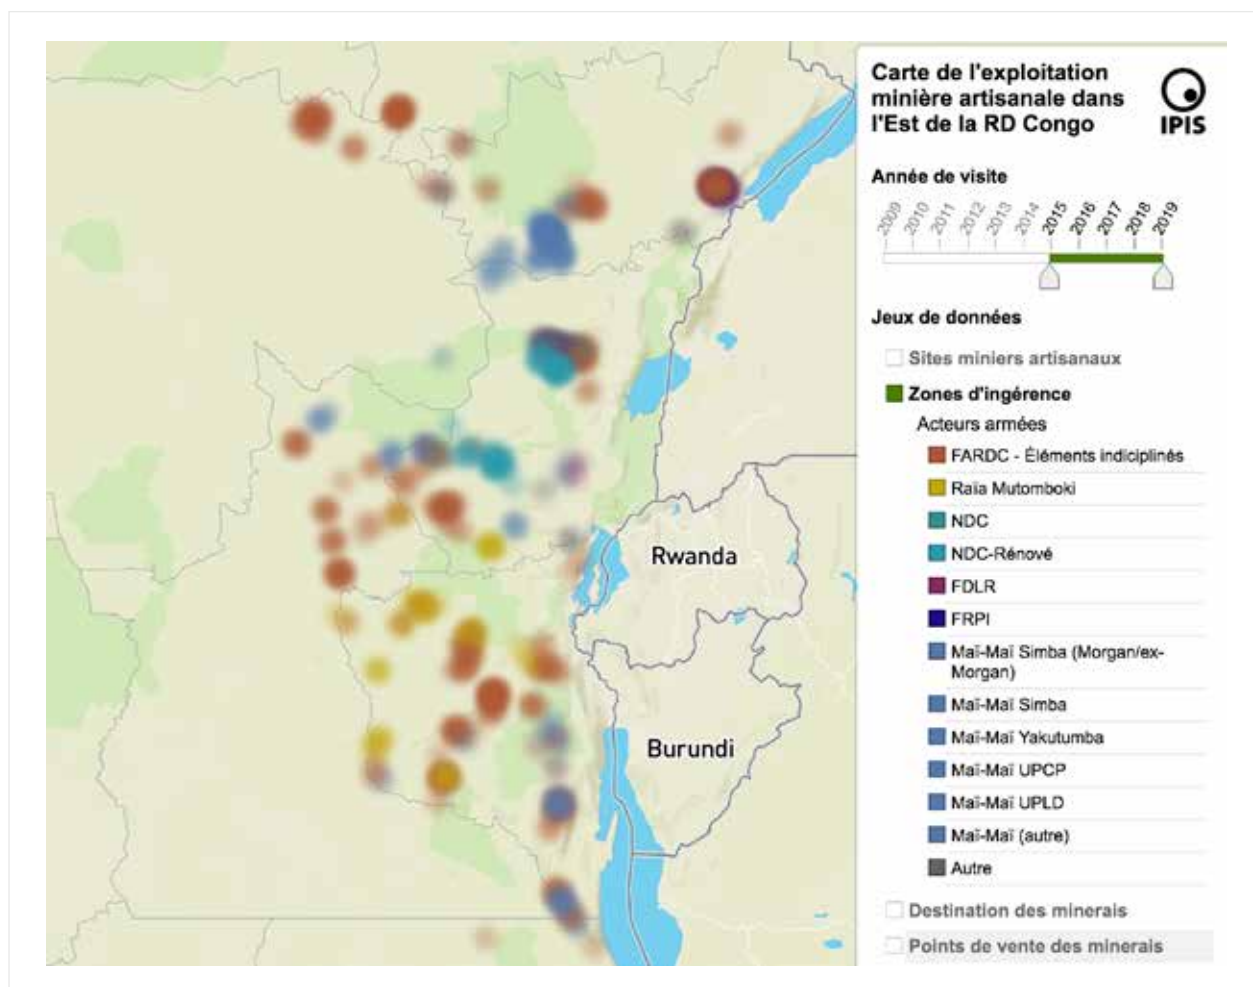 Carte de l'exploitation
minière artisanale dans
l'Est de la RD Congo
IPIS
Année de visite
2009 2010 2011 2012 2013 2014 2015 2016 2017 2018 2019
Jeux de données
Sites miniers artisanaux
Zones d'ingérence
Acteurs armées
FARDC - Éléments indiciplinés
Raïa Mutomboki
NDC
NDC-Rénové
FDLR
FRPI
Maï-Maï Simba (Morgan/ex-
Morgan)
Maï-Maï Simba
Maï-Maï Yakutumba
Maï-Maï UPCP
Maï-Maï UPLD
Maï-Maï (autre)
Autre
Destination des minerais
Points de vente des minerais
Rwanda
Burundi